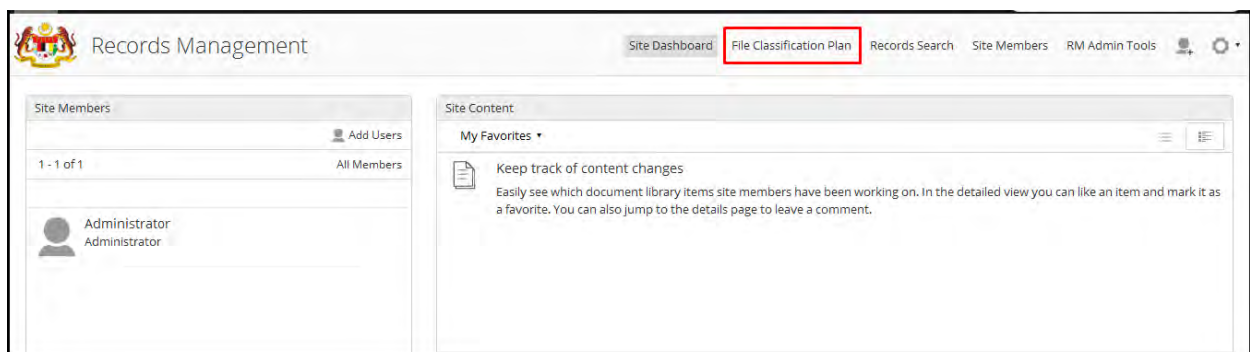 Records Management
Site Dashboard File Classification Plan Records Search Site Members RM Admin Tools
Site Members
Add Users
1 - 1 of 1 All Members
Administrator
Administrator
Site Content
My Favorites
Keep track of content changes
Easily see which document library items site members have been working on. In the detailed view you can like an item and mark it as
a favorite. You can also jump to the details page to leave a comment.